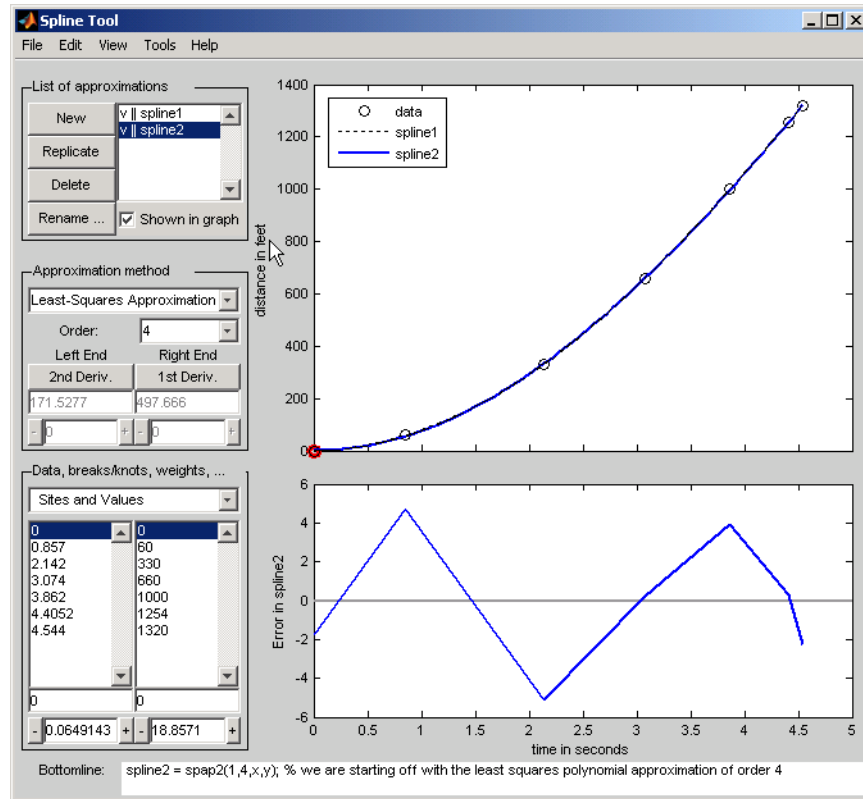 Spline Tool
File Edit View Tools Help
List of approximations
New
Replicate
Delete
Rename ...
v || spline1
v || spline2
Shown in graph
Approximation method
Least-Squares Approximation
Order: 4
Left End Right End
2nd Deriv. 1st Deriv.
171.5277 497.666
- 0 + - 0 +
Data, breaks/knots, weights, ...
Sites and Values
0 0
0.857 60
2.142 330
3.074 660
3.862 1000
4.4052 1254
4.544 1320
0 0
- 0.0649143 + - 18.8571 +
1400
1200
1000
800
600
400
200
0
distance in feet
data
spline1
spline2
6
4
2
0
-2
-4
-6
Error in spline2
0 0.5 1 1.5 2 2.5 3 3.5 4 4.5 5
time in seconds
Bottomline: spline2 = spap2(1,4,x,y); % we are starting off with the least squares polynomial approximation of order 4